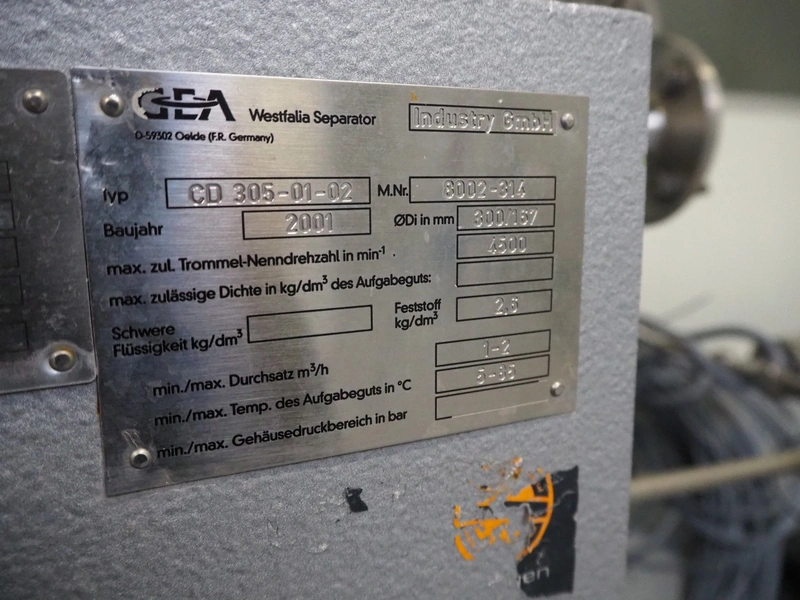 GEA Westfalia Separator Industry GmbH
D-59302 Oelde (F.R. Germany)
Typ CD 305-01-02 M.Nr. 8002-314
Baujahr 2001 ØDi in mm 300/167
max. zul. Trommel-Nenndrehzahl in min⁻¹ 4500
max. zulässige Dichte in kg/dm³ des Aufgabeguts:
Schwere Feststoff
Flüssigkeit kg/dm³ kg/dm³ 2,6
min./max. Durchsatz m³/h 1-2
min./max. Temp. des Aufgabeguts in °C 5-85
min./max. Gehäusedruckbereich in bar